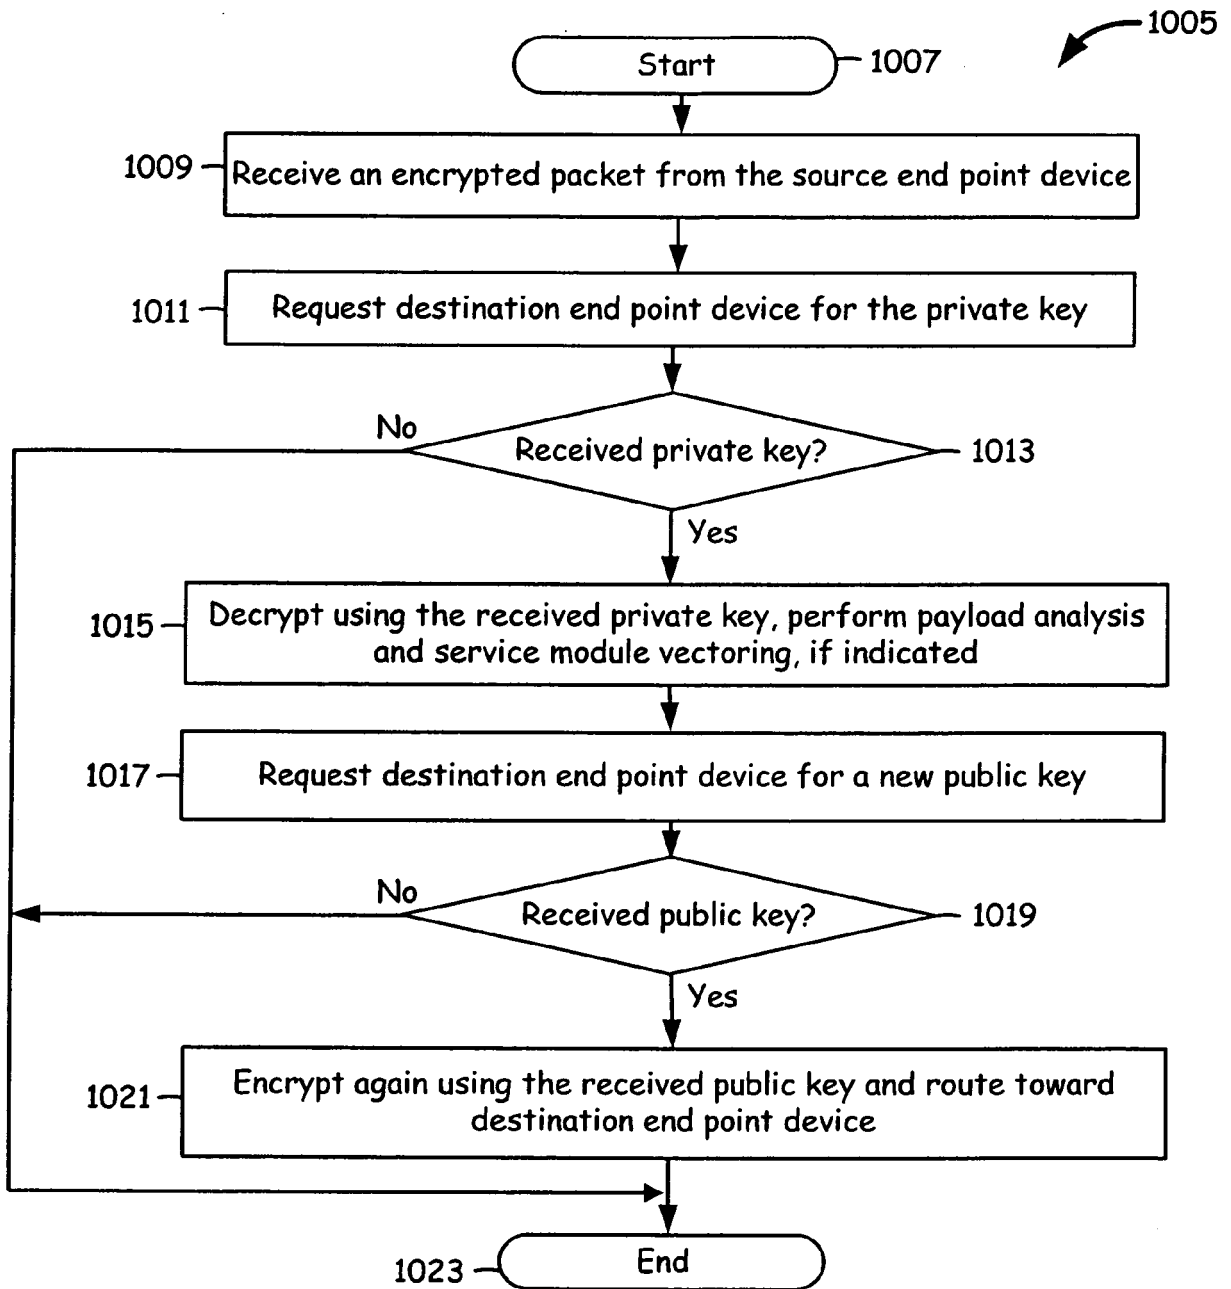 1005
Start
1007
1009
Receive an encrypted packet from the source end point device
1011
Request destination end point device for the private key
No
Received private key?
1013
Yes
1015
Decrypt using the received private key, perform payload analysis
and service module vectoring, if indicated
1017
Request destination end point device for a new public key
No
Received public key?
1019
Yes
1021
Encrypt again using the received public key and route toward
destination end point device
End
1023